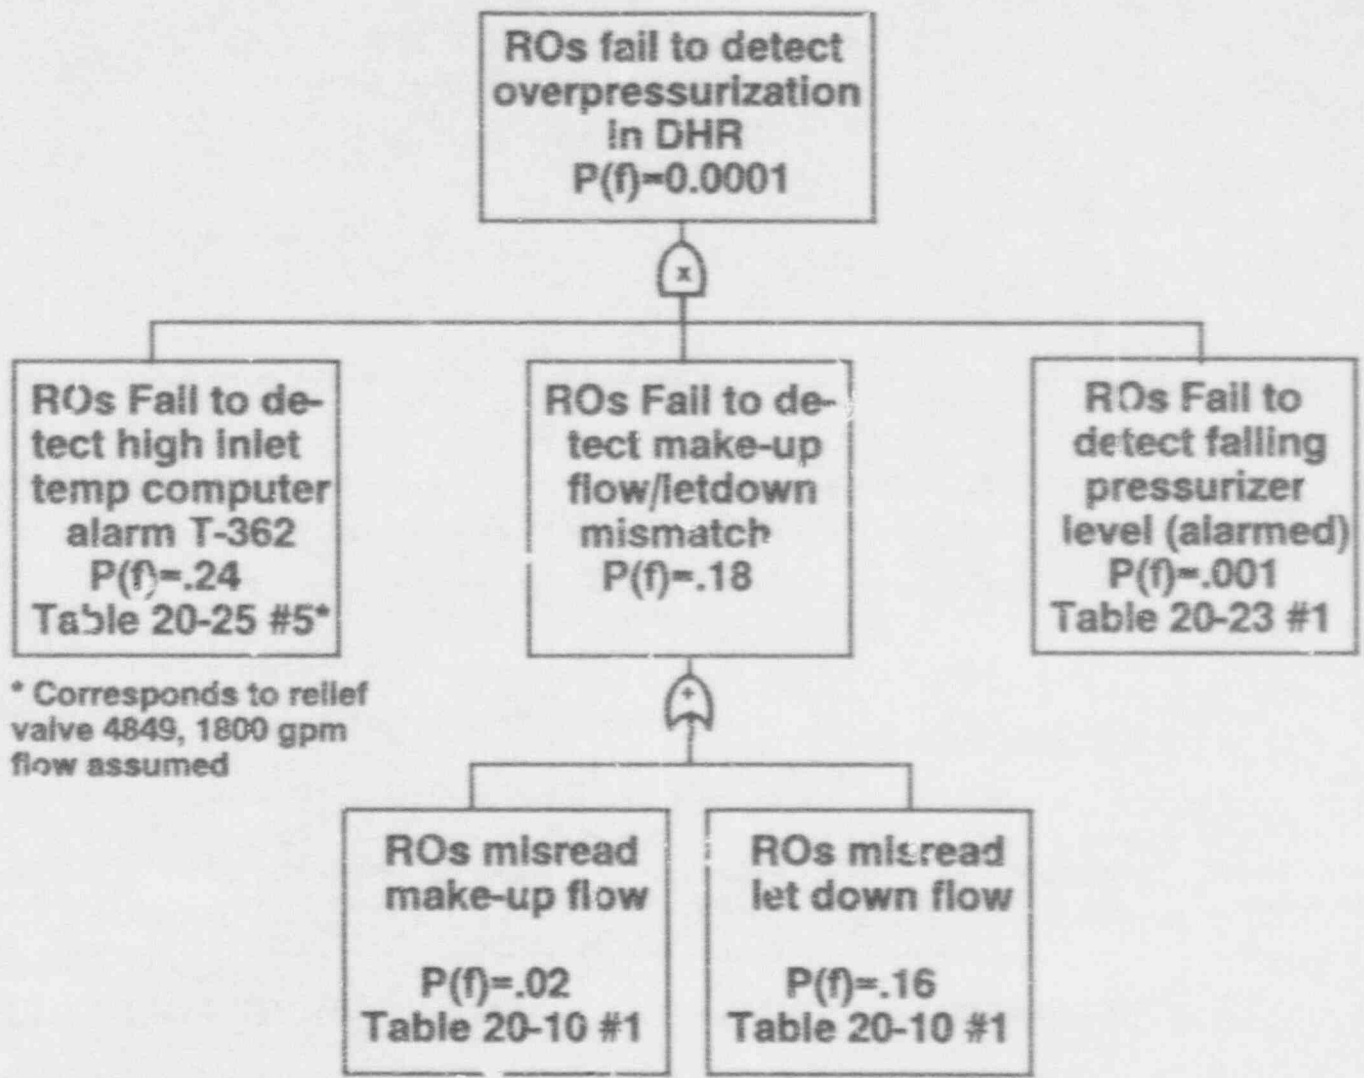 ROs fail to detect
overpressurization
in DHR
P(f)=0.0001
x
ROs Fail to de-
tect high inlet
temp computer
alarm T-362
P(f)=.24
Table 20-25 #5*
* Corresponds to relief
valve 4849, 1800 gpm
flow assumed
ROs Fail to de-
tect make-up
flow/letdown
mismatch
P(f)=.18
ROs Fail to
detect falling
pressurizer
level (alarmed)
P(f)=.001
Table 20-23 #1
+
ROs misread
make-up flow
P(f)=.02
Table 20-10 #1
ROs misread
let down flow
P(f)=.16
Table 20-10 #1